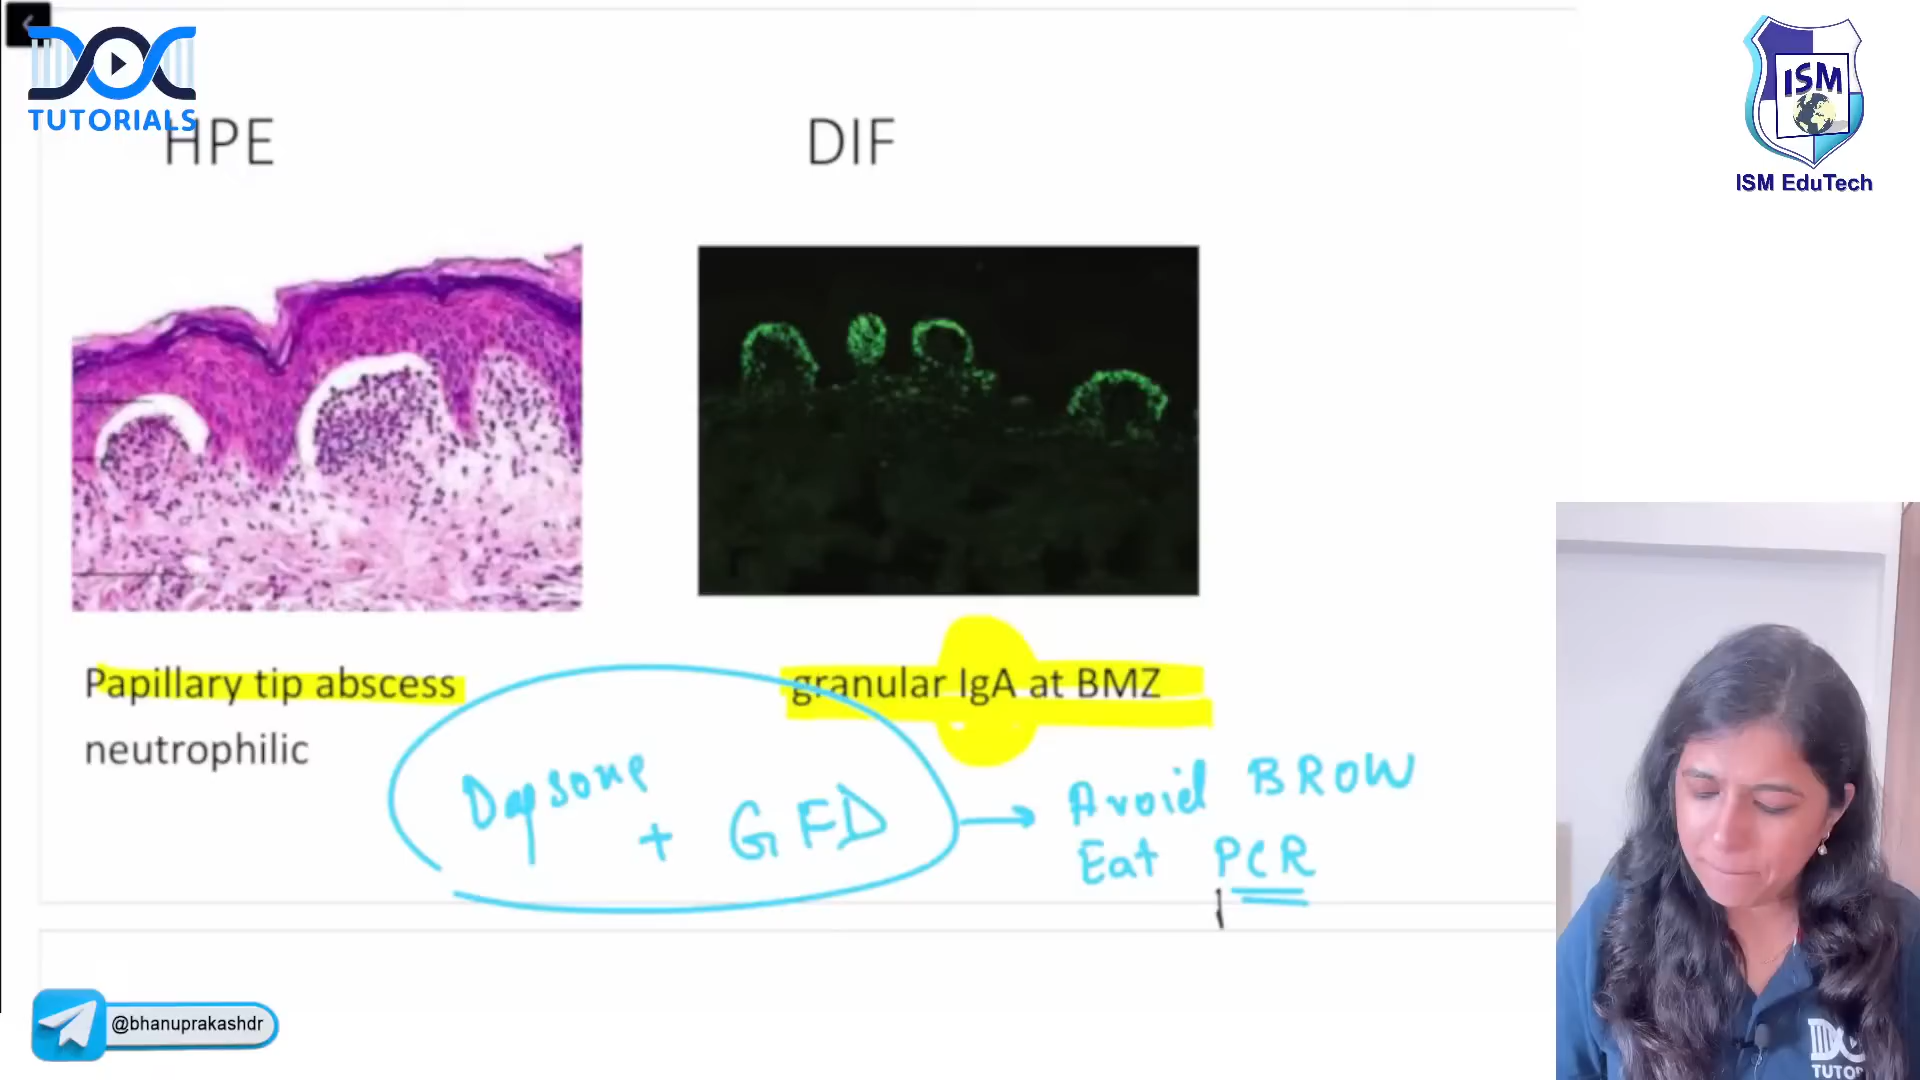 DOC
TUTORIALS
HPE
DIF
ISM
ISM EduTech
Papillary tip abscess
neutrophilic
granular IgA at BMZ
Dapsone
+ GFD
Avoid BROW
Eat PCR
@bhanuprakashdr